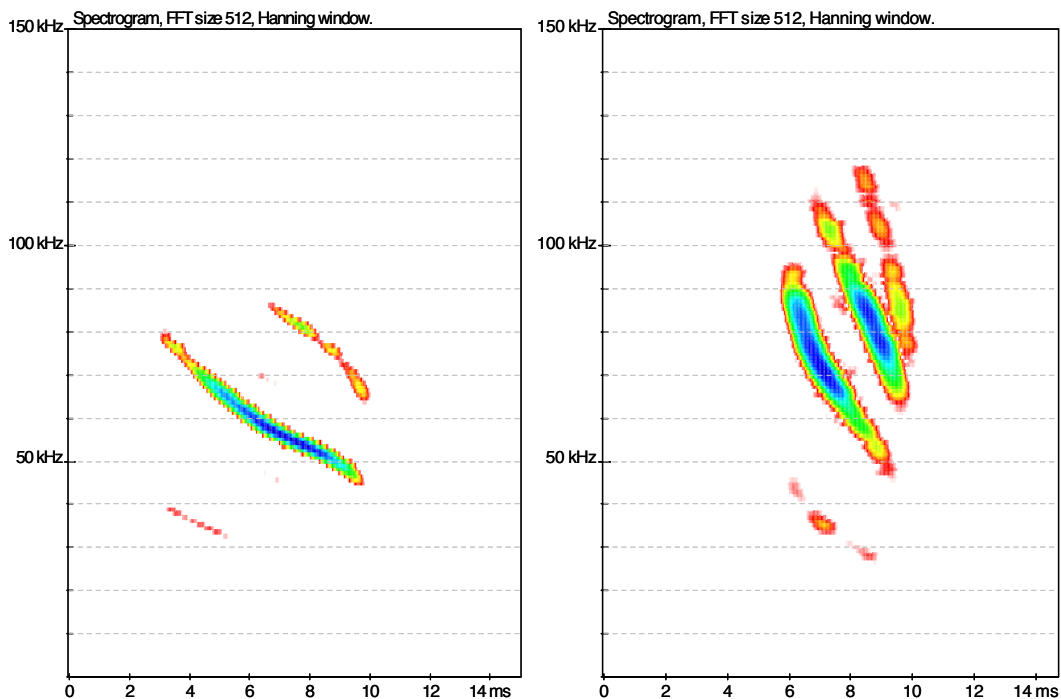 Spectrogram, FFT size 512, Hanning window.
150 kHz
100 kHz
50 kHz
0 2 4 6 8 10 12 14 ms
Spectrogram, FFT size 512, Hanning window.
150 kHz
100 kHz
50 kHz
0 2 4 6 8 10 12 14 ms